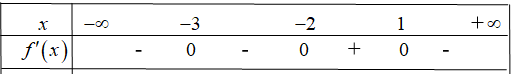 x −∞ −3 −2 1 +∞
f′(x) - 0 - 0 + 0 -